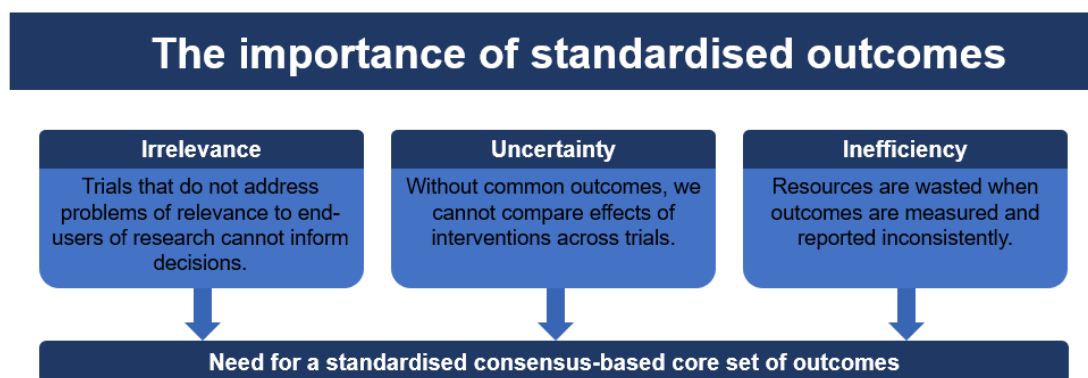 The importance of standardised outcomes
Irrelevance
Trials that do not address
problems of relevance to end-
users of research cannot inform
decisions.
Uncertainty
Without common outcomes, we
cannot compare effects of
interventions across trials.
Inefficiency
Resources are wasted when
outcomes are measured and
reported inconsistently.
Need for a standardised consensus-based core set of outcomes